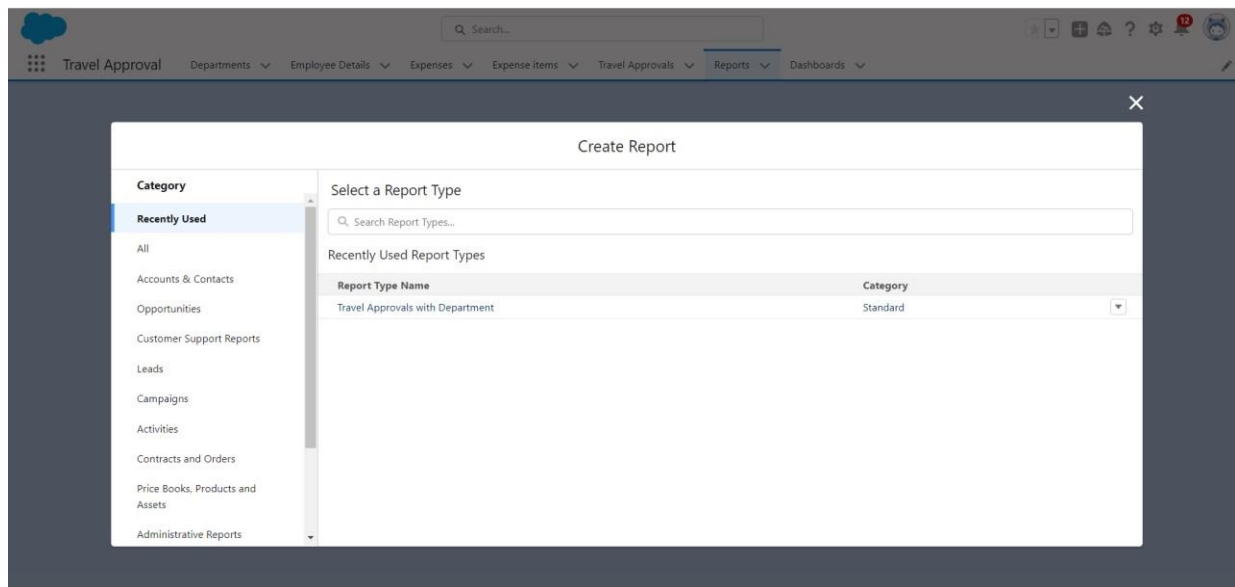 Search...
12
Travel Approval Departments Employee Details Expenses Expense items Travel Approvals Reports Dashboards
Create Report
Category
Recently Used
All
Accounts & Contacts
Opportunities
Customer Support Reports
Leads
Campaigns
Activities
Contracts and Orders
Price Books, Products and
Assets
Administrative Reports
Select a Report Type
Search Report Types...
Recently Used Report Types
Report Type Name Category
Travel Approvals with Department Standard